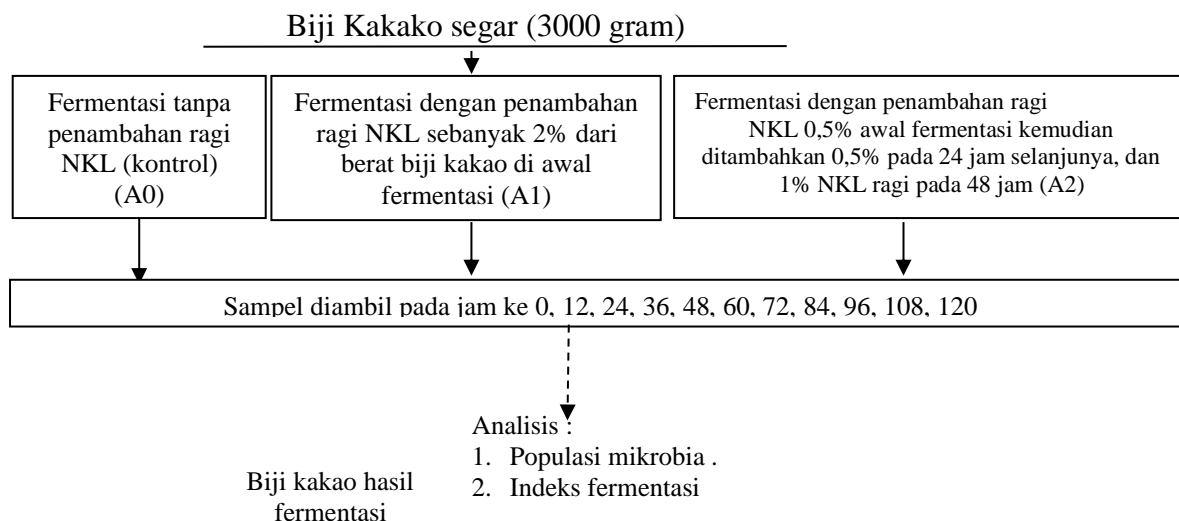 Biji Kakako segar (3000 gram)
Fermentasi tanpa
penambahan ragi
NKL (kontrol)
(A0)
Fermentasi dengan penambahan
ragi NKL sebanyak 2% dari
berat biji kakao di awal
fermentasi (A1)
Fermentasi dengan penambahan ragi
NKL 0,5% awal fermentasi kemudian
ditambahkan 0,5% pada 24 jam selanjunya, dan
1% NKL ragi pada 48 jam (A2)
Sampel diambil pada jam ke 0, 12, 24, 36, 48, 60, 72, 84, 96, 108, 120
Analisis :
1. Populasi mikrobia .
2. Indeks fermentasi
Biji kakao hasil
fermentasi